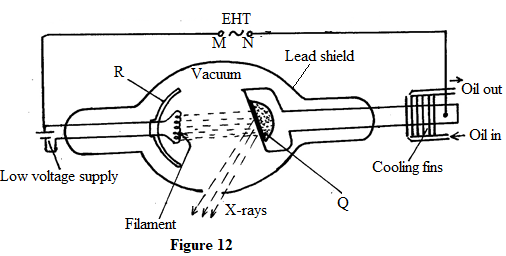 EHT
M N
Lead shield
R
Vacuum
Oil out
Oil in
Cooling fins
Low voltage supply
Q
X-rays
Filament
Figure 12